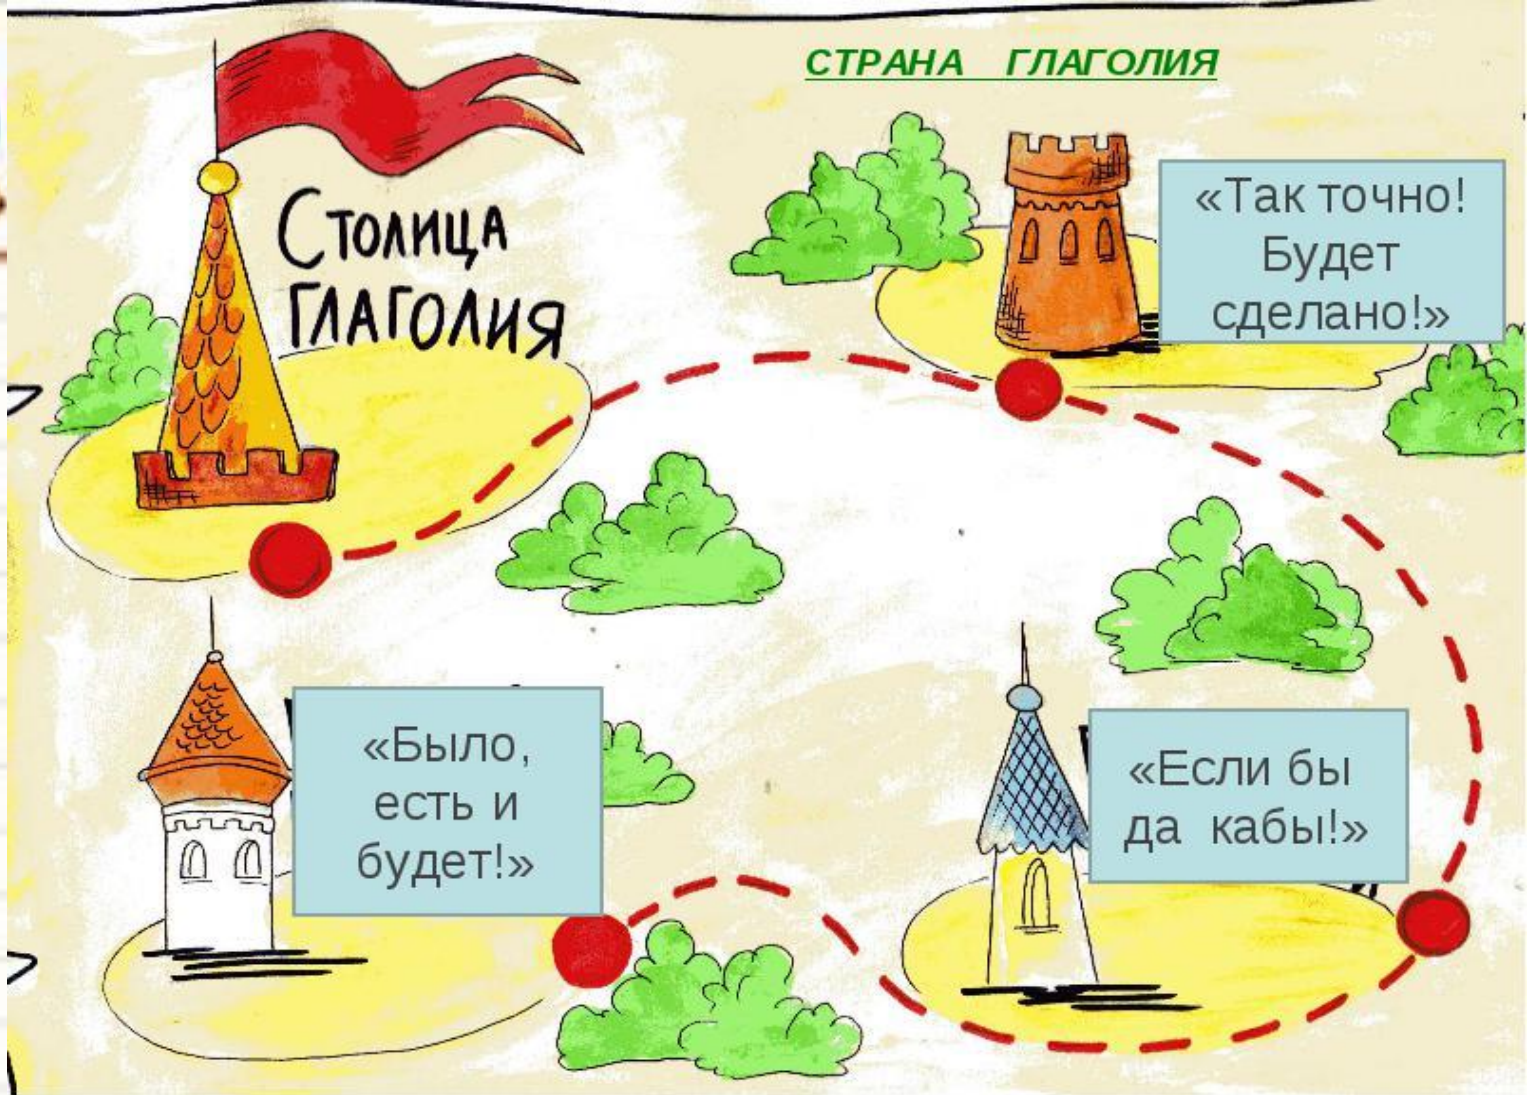 СТРАНА ГЛАГОЛИЯ
СТОЛИЦА
ГЛАГОЛИЯ
«Так точно!
Будет
сделано!»
«Было,
есть и
будет!»
«Если бы
да кабы!»